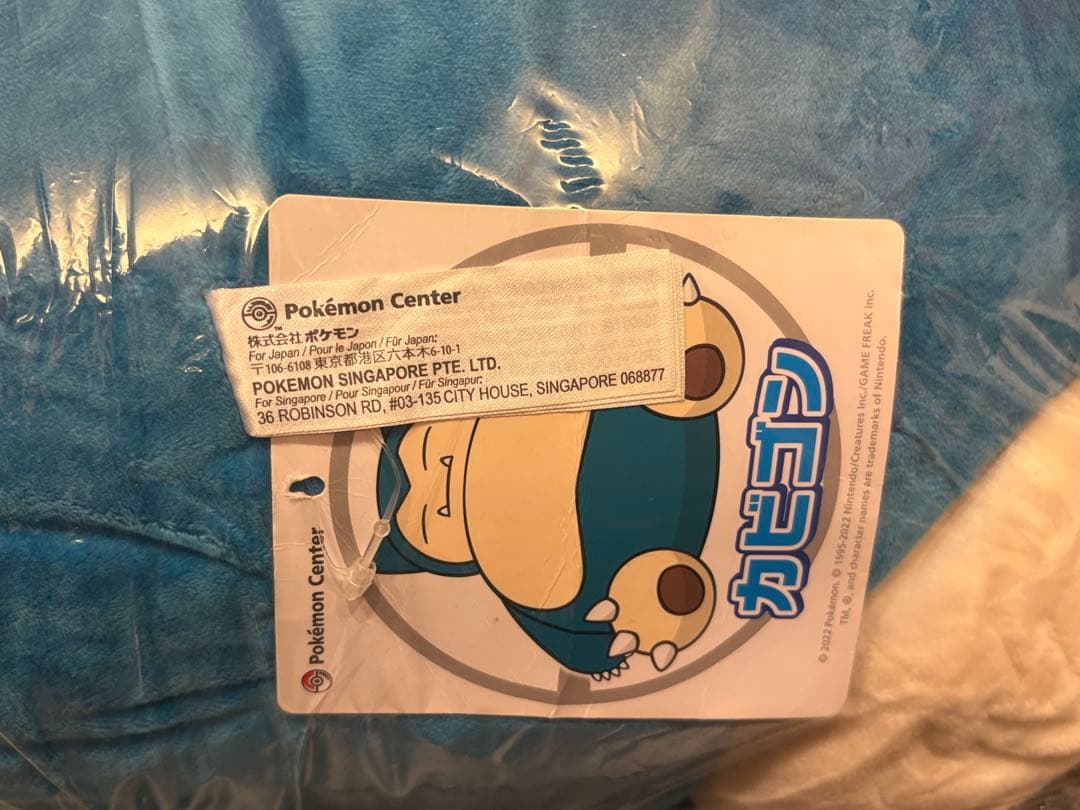 Pokémon Center
TM
株式会社 ポケモン
For Japan / Pour le Japon / Für Japan:
〒106-6108 東京都港区六本木6-10-1
POKEMON SINGAPORE PTE. LTD.
For Singapore / Pour Singapour / Für Singapur:
36 ROBINSON RD, #03-135 CITY HOUSE, SINGAPORE 068877
Pokémon Center
カビゴン
© 2022 Pokémon. © 1995-2022 Nintendo/Creatures Inc./GAME FREAK inc.
TM, ®, and character names are trademarks of Nintendo.